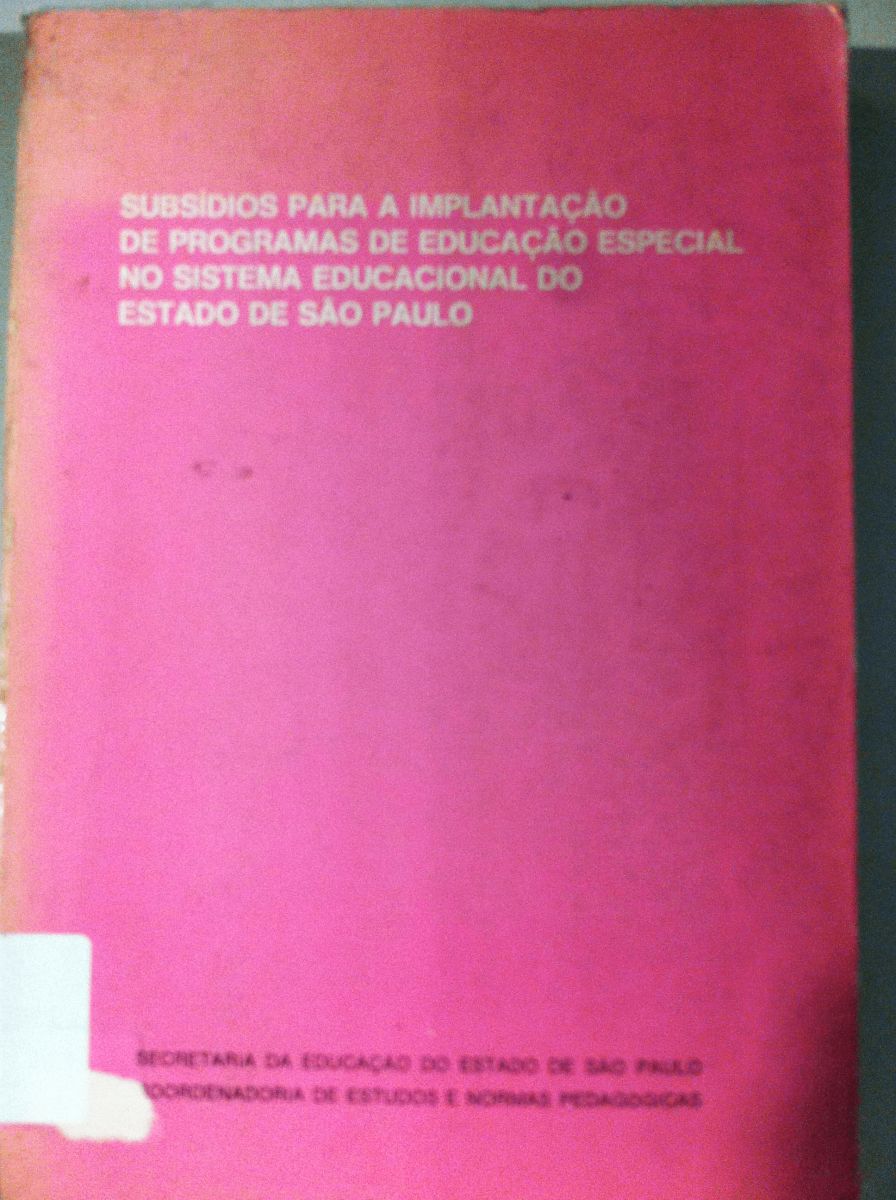 SUBSÍDIOS PARA A IMPLANTAÇÃO
DE PROGRAMAS DE EDUCAÇÃO ESPECIAL
NO SISTEMA EDUCACIONAL DO
ESTADO DE SÃO PAULO
SECRETARIA DA EDUCAÇÃO DO ESTADO DE SÃO PAULO
COORDENADORIA DE ESTUDOS E NORMAS PEDAGÓGICAS